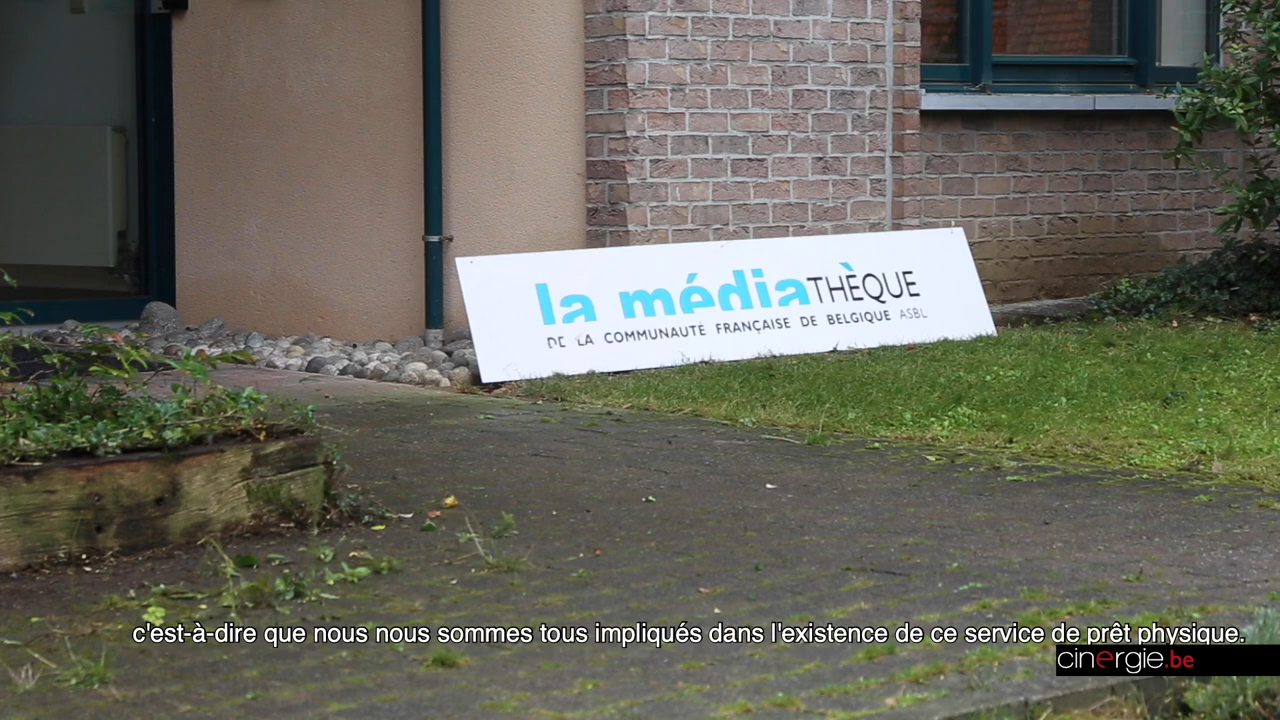 la médiaTHÈQUE
DE LA COMMUNAUTÉ FRANÇAISE DE BELGIQUE ASBL
c'est-à-dire que nous nous sommes tous impliqués dans l'existence de ce service de prêt physique.
cinergie.be